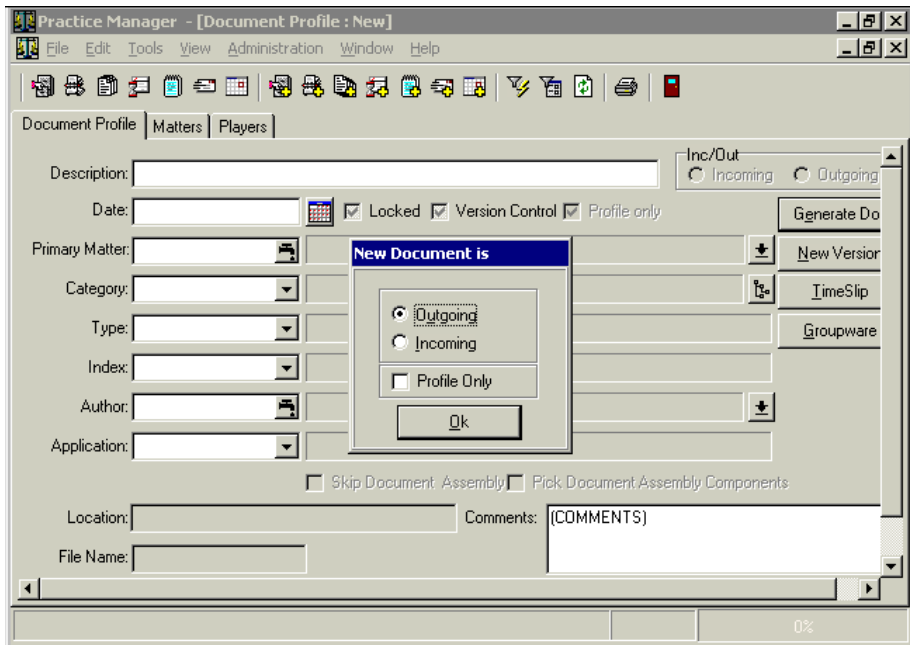 Practice Manager - [Document Profile : New]
File Edit Tools View Administration Window Help
Document Profile Matters Players
Inc/Out
Description: Incoming Outgoing
Date: Locked Version Control Profile only Generate Do
Primary Matter: New Version
New Document is
Category: TimeSlip
Outgoing
Type: Groupware
Incoming
Index:
Profile Only
Author:
Ok
Application:
Skip Document Assembly Pick Document Assembly Components
Location: Comments: (COMMENTS)
File Name:
0%